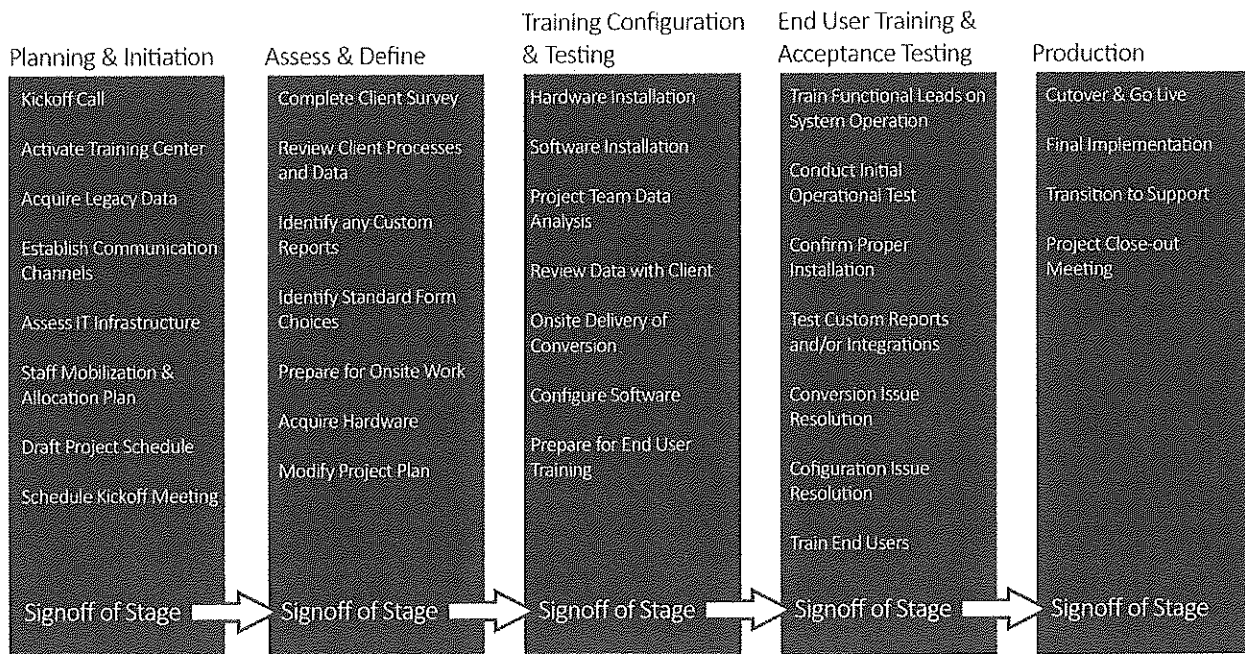 Planning & Initiation
Kickoff Call
Activate Training Center
Acquire Legacy Data
Establish Communication
Channels
Assess IT Infrastructure
Staff Mobilization &
Allocation Plan
Draft Project Schedule
Schedule Kickoff Meeting
Signoff of Stage
Assess & Define
Complete Client Survey
Review Client Processes
and Data
Identify any Custom
Reports
Identify Standard Form
Choices
Prepare for Onsite Work
Acquire Hardware
Modify Project Plan
Signoff of Stage
Training Configuration
& Testing
Hardware Installation
Software Installation
Project Team Data
Analysis
Review Data with Client
Onsite Delivery of
Conversion
Configure Software
Prepare for End User
Training
Signoff of Stage
End User Training &
Acceptance Testing
Train Functional Leads on
System Operation
Conduct Initial
Operational Test
Confirm Proper
Installation
Test Custom Reports
and/or Integrations
Conversion Issue
Resolution
Cofiguration Issue
Resolution
Train End Users
Signoff of Stage
Production
Cutover & Go Live
Final Implementation
Transition to Support
Project Close-out
Meeting
Signoff of Stage